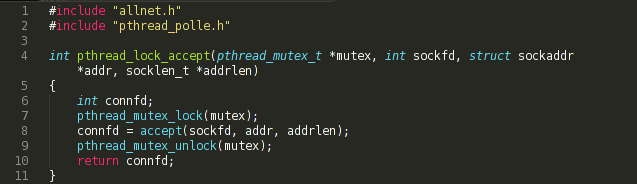 1 #include "allnet.h"
2 #include "pthread_polle.h"
3
4 int pthread_lock_accept(pthread_mutex_t *mutex, int sockfd, struct sockaddr
*addr, socklen_t *addrlen)
5 {
6 int connfd;
7 pthread_mutex_lock(mutex);
8 connfd = accept(sockfd, addr, addrlen);
9 pthread_mutex_unlock(mutex);
10 return connfd;
11 }